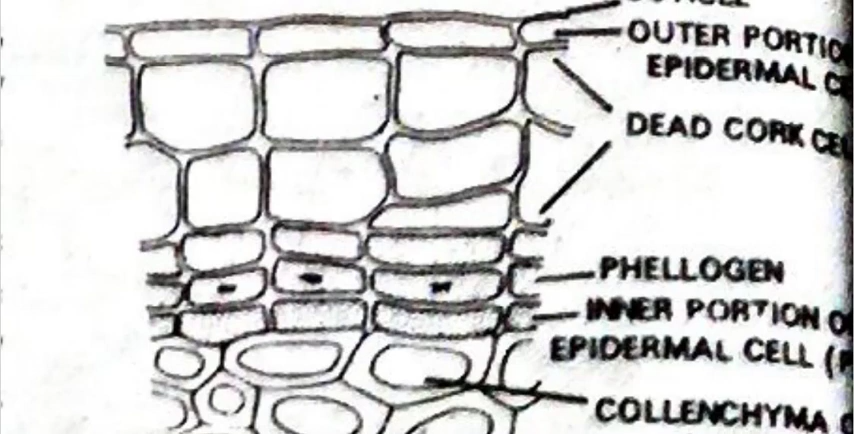 OUTER PORTIO
EPIDERMAL C
DEAD CORK CE
PHELLOGEN
INNER PORTION O
EPIDERMAL CELL (P
COLLENCHYMA C